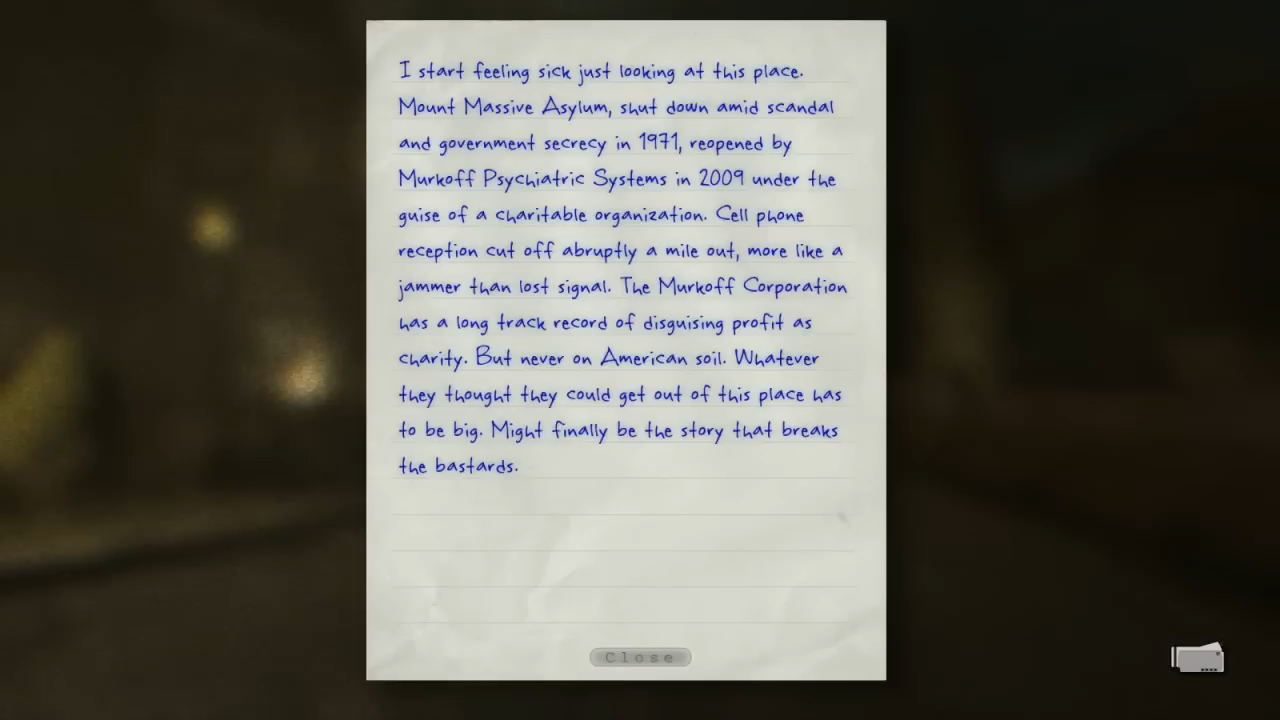 I start feeling sick just looking at this place.
Mount Massive Asylum, shut down amid scandal
and government secrecy in 1971, reopened by
Murkoff Psychiatric Systems in 2009 under the
guise of a charitable organization. Cell phone
reception cut off abruptly a mile out, more like a
jammer than lost signal. The Murkoff Corporation
has a long track record of disguising profit as
charity. But never on American soil. Whatever
they thought they could get out of this place has
to be big. Might finally be the story that breaks
the bastards.
Close